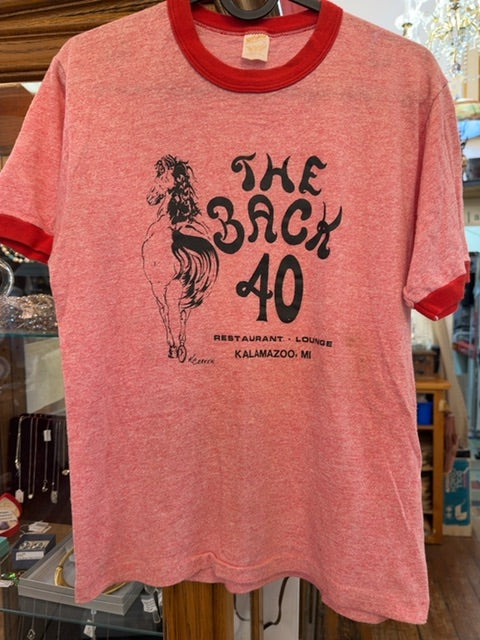 THE
BACK
40
RESTAURANT · LOUNGE
KALAMAZOO, MI